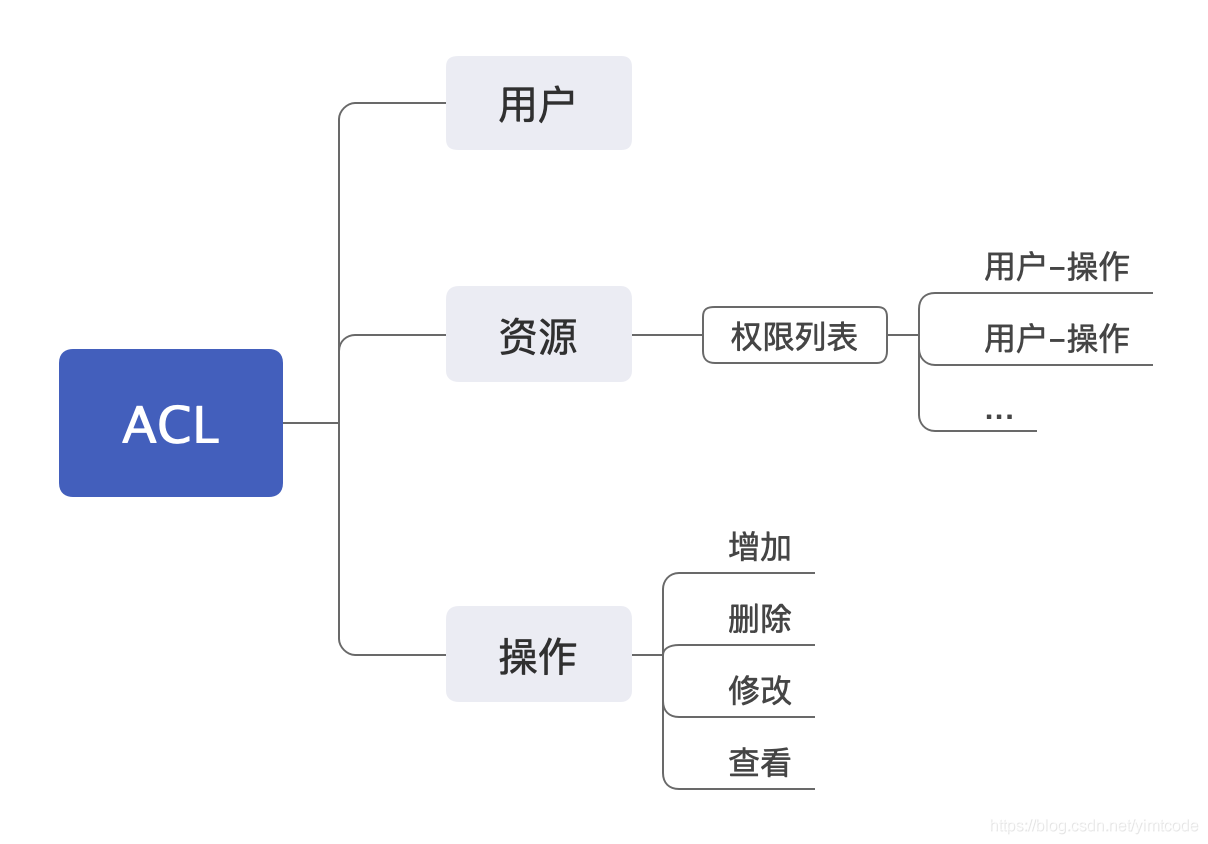 用户
用户-操作
资源
权限列表
用户-操作
...
ACL
增加
删除
操作
修改
查看
https://blog.csdn.net/yimtcode